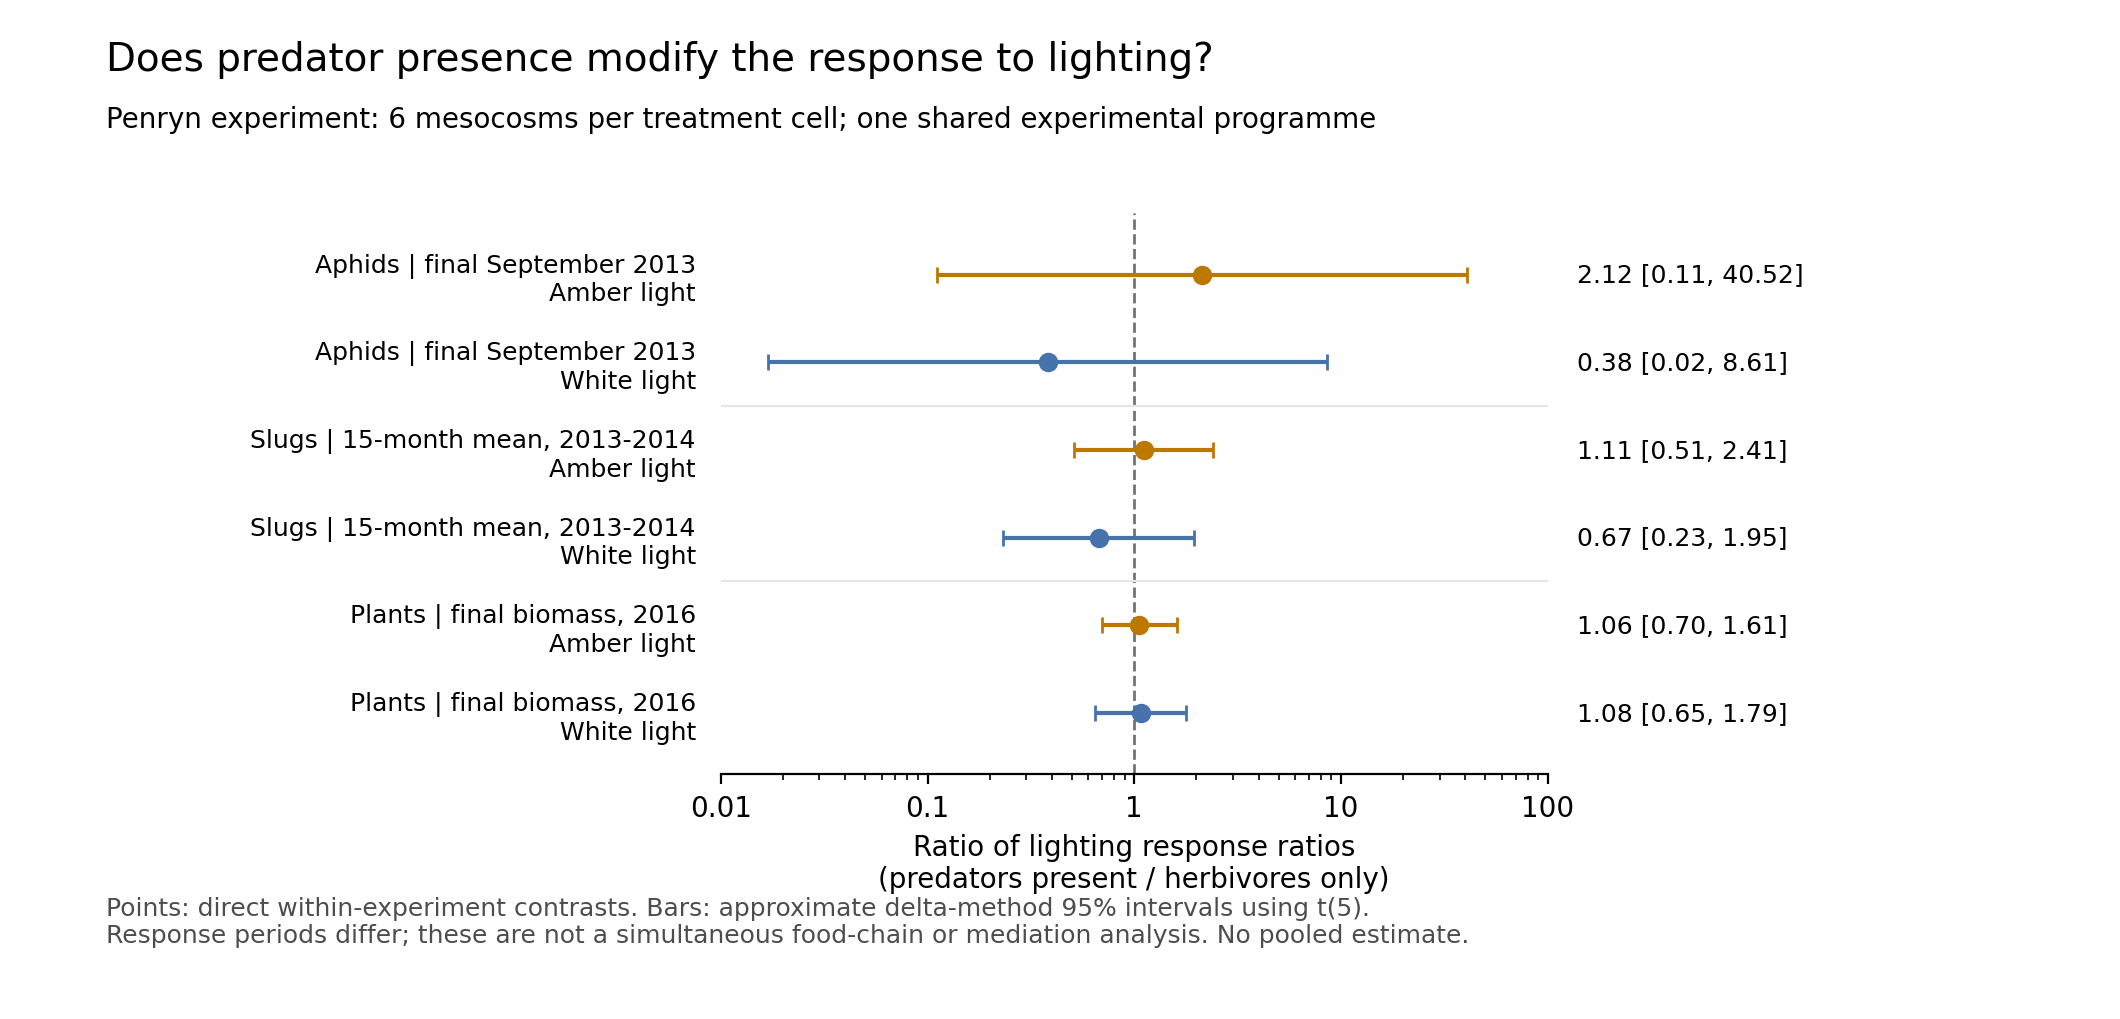 Does predator presence modify the response to lighting?
Penryn experiment: 6 mesocosms per treatment cell; one shared experimental programme
Aphids | final September 2013
Amber light
2.12 [0.11, 40.52]
Aphids | final September 2013
White light
0.38 [0.02, 8.61]
Slugs | 15-month mean, 2013-2014
Amber light
1.11 [0.51, 2.41]
Slugs | 15-month mean, 2013-2014
White light
0.67 [0.23, 1.95]
Plants | final biomass, 2016
Amber light
1.06 [0.70, 1.61]
Plants | final biomass, 2016
White light
1.08 [0.65, 1.79]
0.01 0.1 1 10 100
Ratio of lighting response ratios
(predators present / herbivores only)
Points: direct within-experiment contrasts. Bars: approximate delta-method 95% intervals using t(5).
Response periods differ; these are not a simultaneous food-chain or mediation analysis. No pooled estimate.